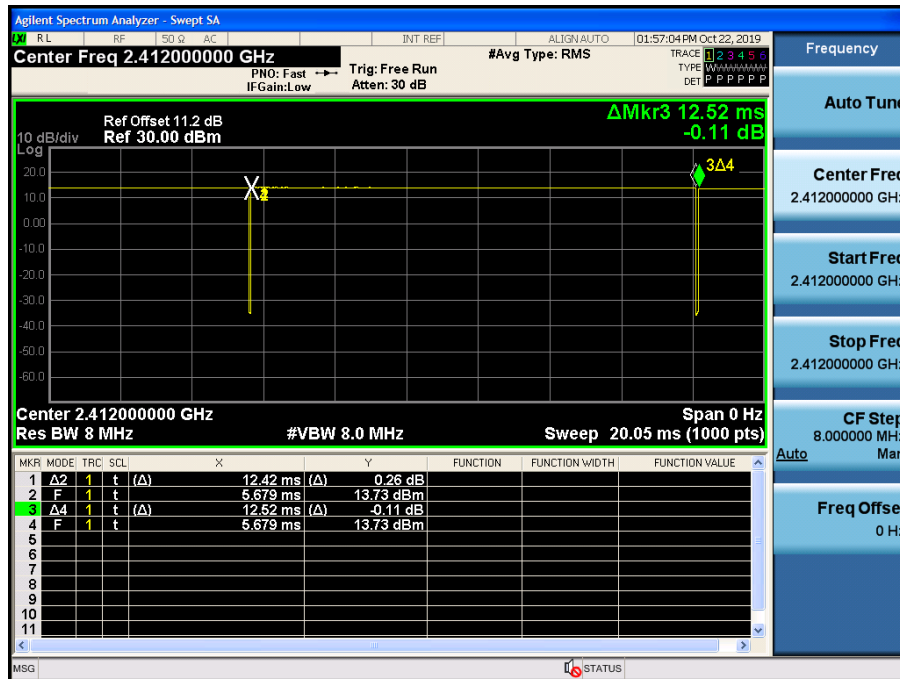 Agilent Spectrum Analyzer - Swept SA
LXI RL RF 50 Ω AC INT REF ALIGNAUTO 01:57:04 PM Oct 22, 2019
Center Freq 2.412000000 GHz
PNO: Fast
IFGain:Low
Trig: Free Run
Atten: 30 dB
#Avg Type: RMS
TRACE 1 2 3 4 5 6
TYPE WWWWWW
DET P P P P P P
Frequency
Auto Tune
ΔMkr3 12.52 ms
-0.11 dB
Ref Offset 11.2 dB
10 dB/div Ref 30.00 dBm
Log
20.0
10.0
0.00
-10.0
-20.0
-30.0
-40.0
-50.0
-60.0
3Δ4
Center 2.412000000 GHz Span 0 Hz
Res BW 8 MHz #VBW 8.0 MHz Sweep 20.05 ms (1000 pts)
Center Freq
2.412000000 GHz
Start Freq
2.412000000 GHz
Stop Freq
2.412000000 GHz
CF Step
8.000000 MHz
Auto Man
Freq Offset
0 Hz
MKR MODE TRC SCL X Y FUNCTION FUNCTION WIDTH FUNCTION VALUE
1 Δ2 1 t (Δ) 12.42 ms (Δ) 0.26 dB
2 F 1 t 5.679 ms 13.73 dBm
3 Δ4 1 t (Δ) 12.52 ms (Δ) -0.11 dB
4 F 1 t 5.679 ms 13.73 dBm
5
6
7
8
9
10
11
MSG STATUS